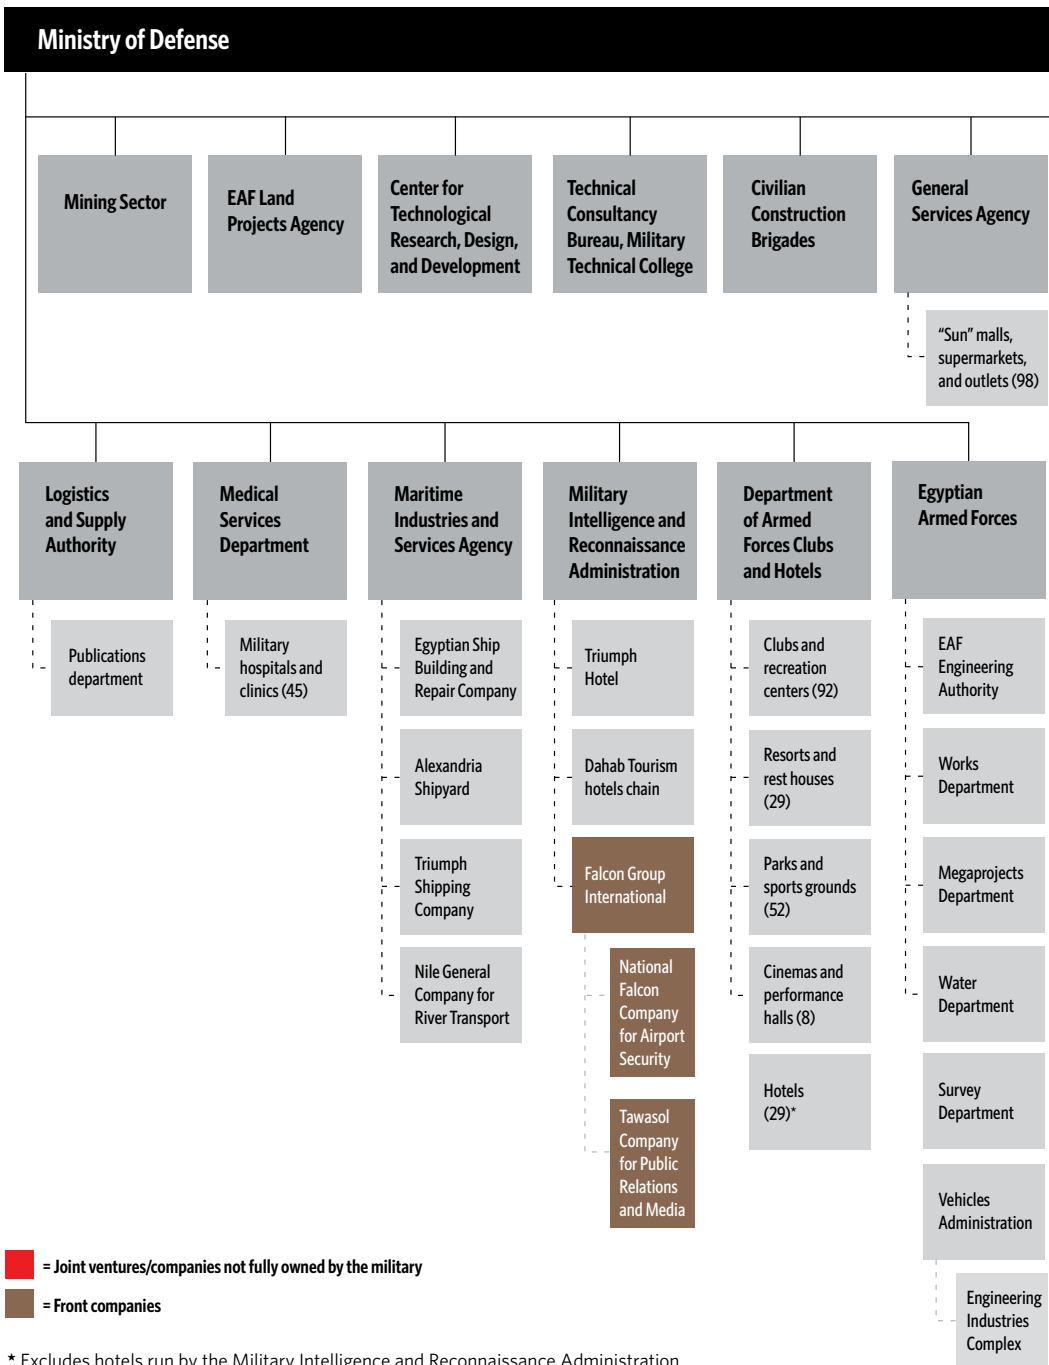 Ministry of Defense
Mining Sector
EAF Land
Projects Agency
Center for
Technological
Research, Design,
and Development
Technical
Consultancy
Bureau, Military
Technical College
Civilian
Construction
Brigades
General
Services Agency
“Sun” malls,
supermarkets,
and outlets (98)
Logistics
and Supply
Authority
Publications
department
Medical
Services
Department
Military
hospitals and
clinics (45)
Maritime
Industries and
Services Agency
Egyptian Ship
Building and
Repair Company
Alexandria
Shipyard
Triumph
Shipping
Company
Nile General
Company for
River Transport
Military
Intelligence and
Reconnaissance
Administration
Triumph
Hotel
Dahab Tourism
hotels chain
Falcon Group
International
National
Falcon
Company
for Airport
Security
Tawasol
Company
for Public
Relations
and Media
Department
of Armed
Forces Clubs
and Hotels
Clubs and
recreation
centers (92)
Resorts and
rest houses
(29)
Parks and
sports grounds
(52)
Cinemas and
performance
halls (8)
Hotels
(29)*
Egyptian
Armed Forces
EAF
Engineering
Authority
Works
Department
Megaprojects
Department
Water
Department
Survey
Department
Vehicles
Administration
Engineering
Industries
Complex
= Joint ventures/companies not fully owned by the military
= Front companies
* Excludes hotels run by the Military Intelligence and Reconnaissance Administration